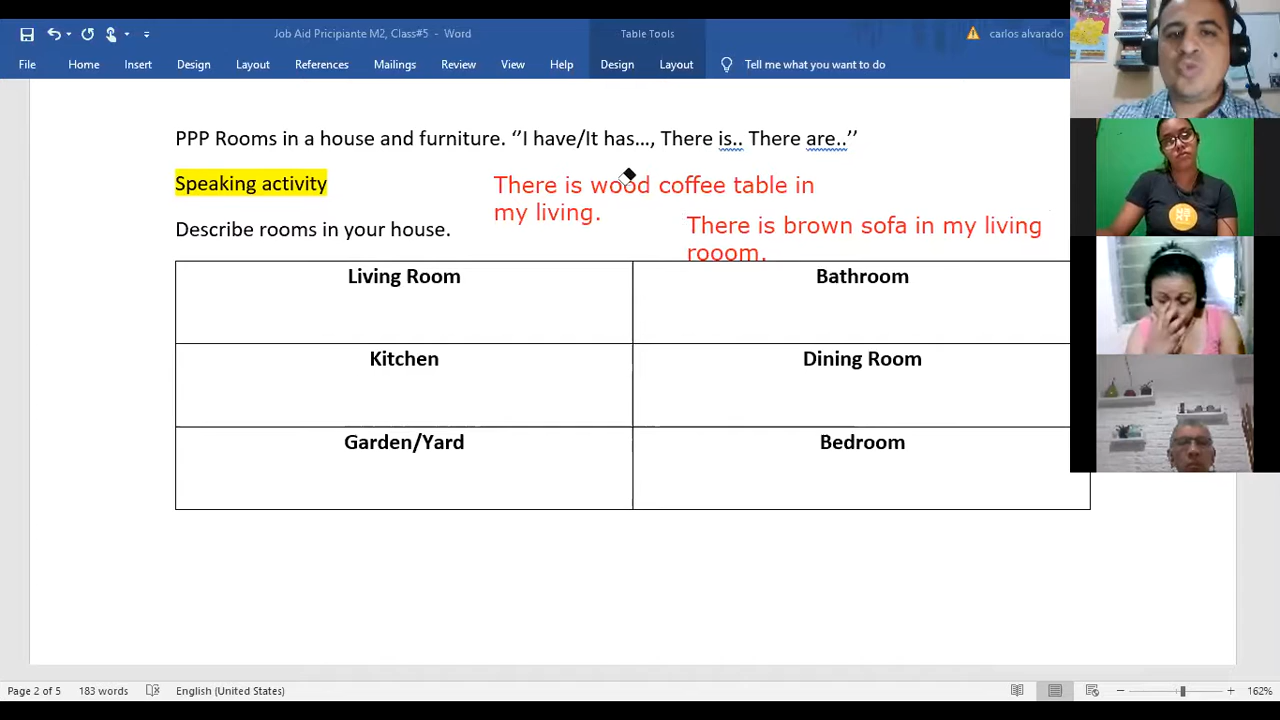 Job Aid Pricipiante M2, Class#5 - Word
Table Tools
carlos alvarado
File Home Insert Design Layout References Mailings Review View Help Design Layout Tell me what you want to do
PPP Rooms in a house and furniture. ‘’I have/It has…, There is.. There are..’’
Speaking activity
There is wood coffee table in
my living.
There is brown sofa in my living
rooom.
Describe rooms in your house.
Living Room Bathroom
Kitchen Dining Room
Garden/Yard Bedroom
Page 2 of 5 183 words English (United States) 162%